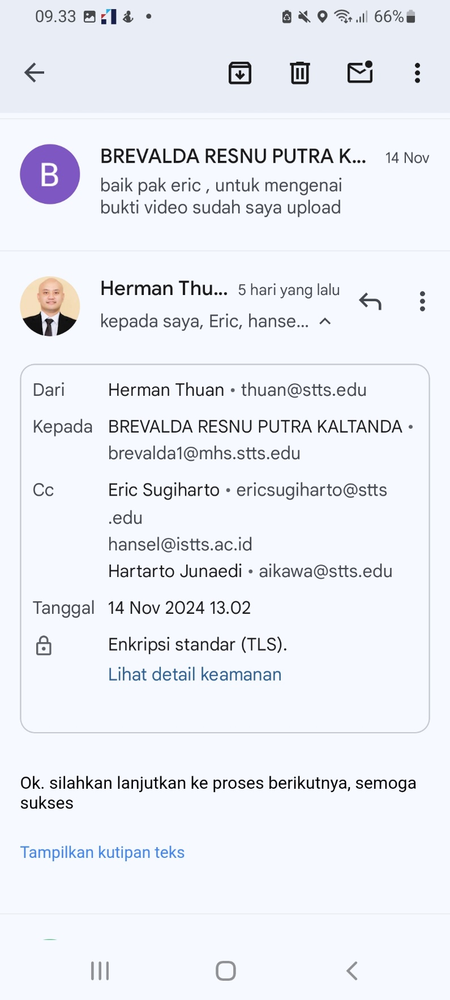 09.33
66%
B
BREVALDA RESNU PUTRA K...
14 Nov
baik pak eric , untuk mengenai
bukti video sudah saya upload
Herman Thu...
5 hari yang lalu
kepada saya, Eric, hanse...
Dari
Herman Thuan • thuan@stts.edu
Kepada
BREVALDA RESNU PUTRA KALTANDA •
brevalda1@mhs.stts.edu
Cc
Eric Sugiharto • ericsugiharto@stts
.edu
hansel@istts.ac.id
Hartarto Junaedi • aikawa@stts.edu
Tanggal
14 Nov 2024 13.02
Enkripsi standar (TLS).
Lihat detail keamanan
Ok. silahkan lanjutkan ke proses berikutnya, semoga
sukses
Tampilkan kutipan teks